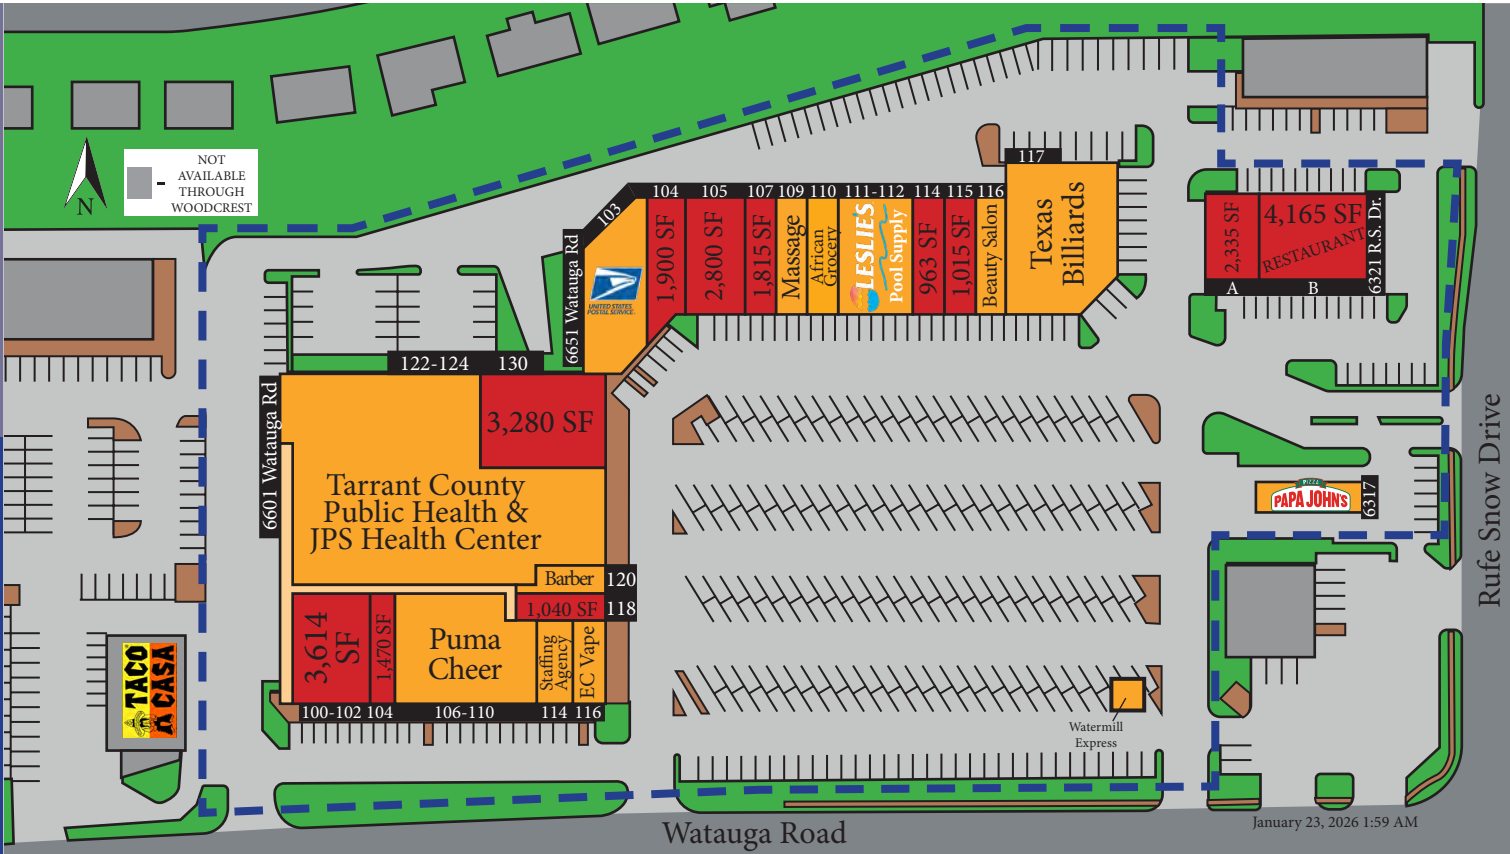 NOT
AVAILABLE
THROUGH
WOODCREST
N
117
103
104
105
107
109
110
111-112
114
115
116
6651 Watauga Rd
UNITED STATES
POSTAL SERVICE.
1,900 SF
2,800 SF
1,815 SF
Massage
African
Grocery
LESLIE'S
Pool Supply
963 SF
1,015 SF
Beauty Salon
Texas
Billiards
2,335 SF
4,165 SF
RESTAURANT
6321 R.S. Dr.
A
B
122-124
130
6601 Watauga Rd
3,280 SF
Tarrant County
Public Health &
JPS Health Center
Barber
120
1,040 SF
118
3,614
SF
1,470 SF
Puma
Cheer
Staffing
Agency
EC Vape
100-102
104
106-110
114
116
TACO
A CASA
PIZZA
PAPA JOHN'S
6317
Rufe Snow Drive
Watermill
Express
Watauga Road
January 23, 2026 1:59 AM